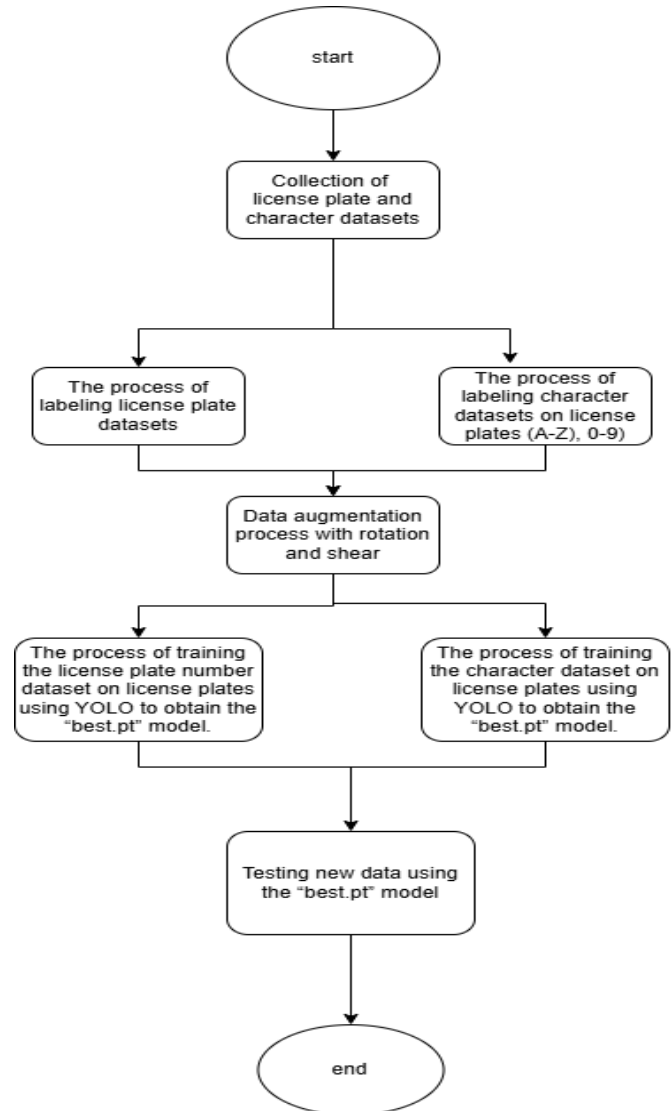 start
Collection of
license plate and
character datasets
The process of
labeling license plate
datasets
The process of
labeling character
datasets on license
plates (A-Z), 0-9)
Data augmentation
process with rotation
and shear
The process of training
the license plate number
dataset on license plates
using YOLO to obtain the
“best.pt” model.
The process of training
the character dataset on
license plates using
YOLO to obtain the
“best.pt” model.
Testing new data using
the “best.pt” model
end